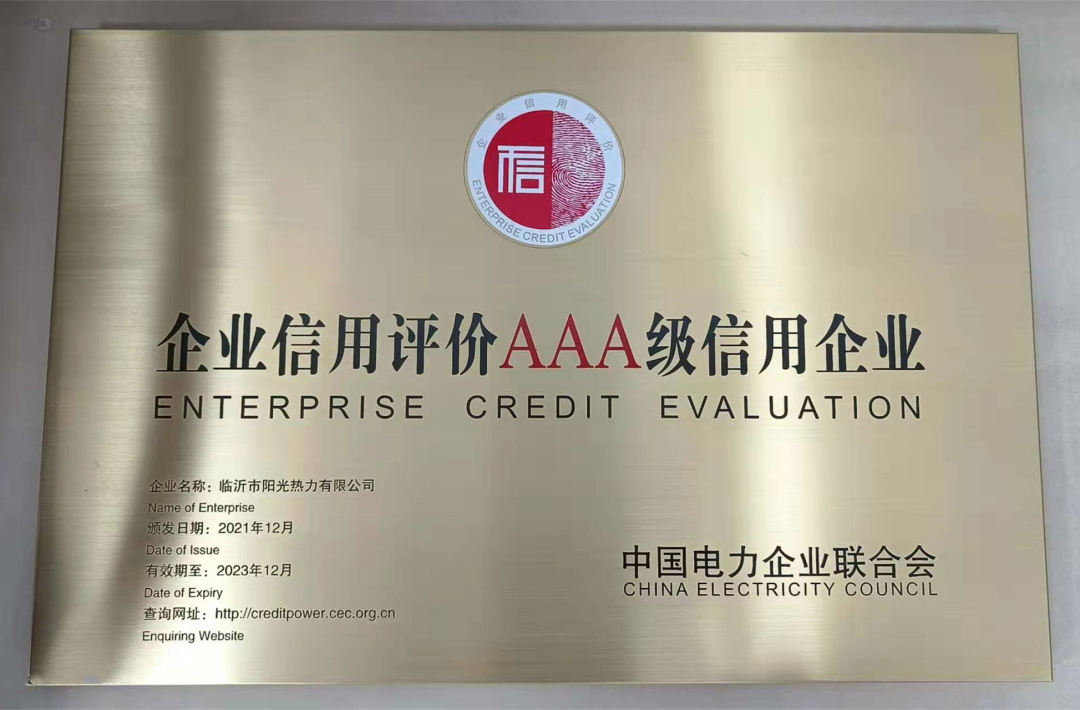 企业信用评价
信
ENTERPRISE CREDIT EVALUATION
企业信用评价AAA级信用企业
ENTERPRISE CREDIT EVALUATION
企业名称：临沂市阳光热力有限公司
Name of Enterprise
颁发日期：2021年12月
Date of Issue
有效期至：2023年12月
Date of Expiry
查询网址：http://creditpower.cec.org.cn
Enquiring Website
中国电力企业联合会
CHINA ELECTRICITY COUNCIL